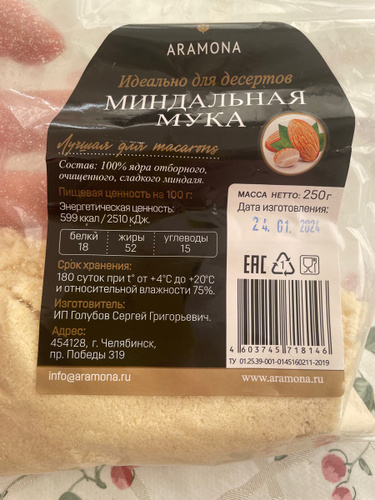 ARAMONA
Идеально для десертов
МИНДАЛЬНАЯ
МУКА
Лучшая для macarons
Состав: 100% ядра отборного,
очищенного, сладкого миндаля.
Пищевая ценность на 100 г:
Энергетическая ценность:
599 ккал / 2510 кДж.
белки жиры углеводы
18 52 15
Срок хранения:
180 суток при t° от +4°C до +20°C
и относительной влажности 75%.
Изготовитель:
ИП Голубов Сергей Григорьевич.
Адрес:
454128, г. Челябинск,
пр. Победы 319
info@aramona.ru
МАССА НЕТТО: 250 г
Дата изготовления:
24. 01. 2024
EAC 1
4 603745 718146
ТУ 01.25.39-001-0145160211-2019
www.aramona.ru